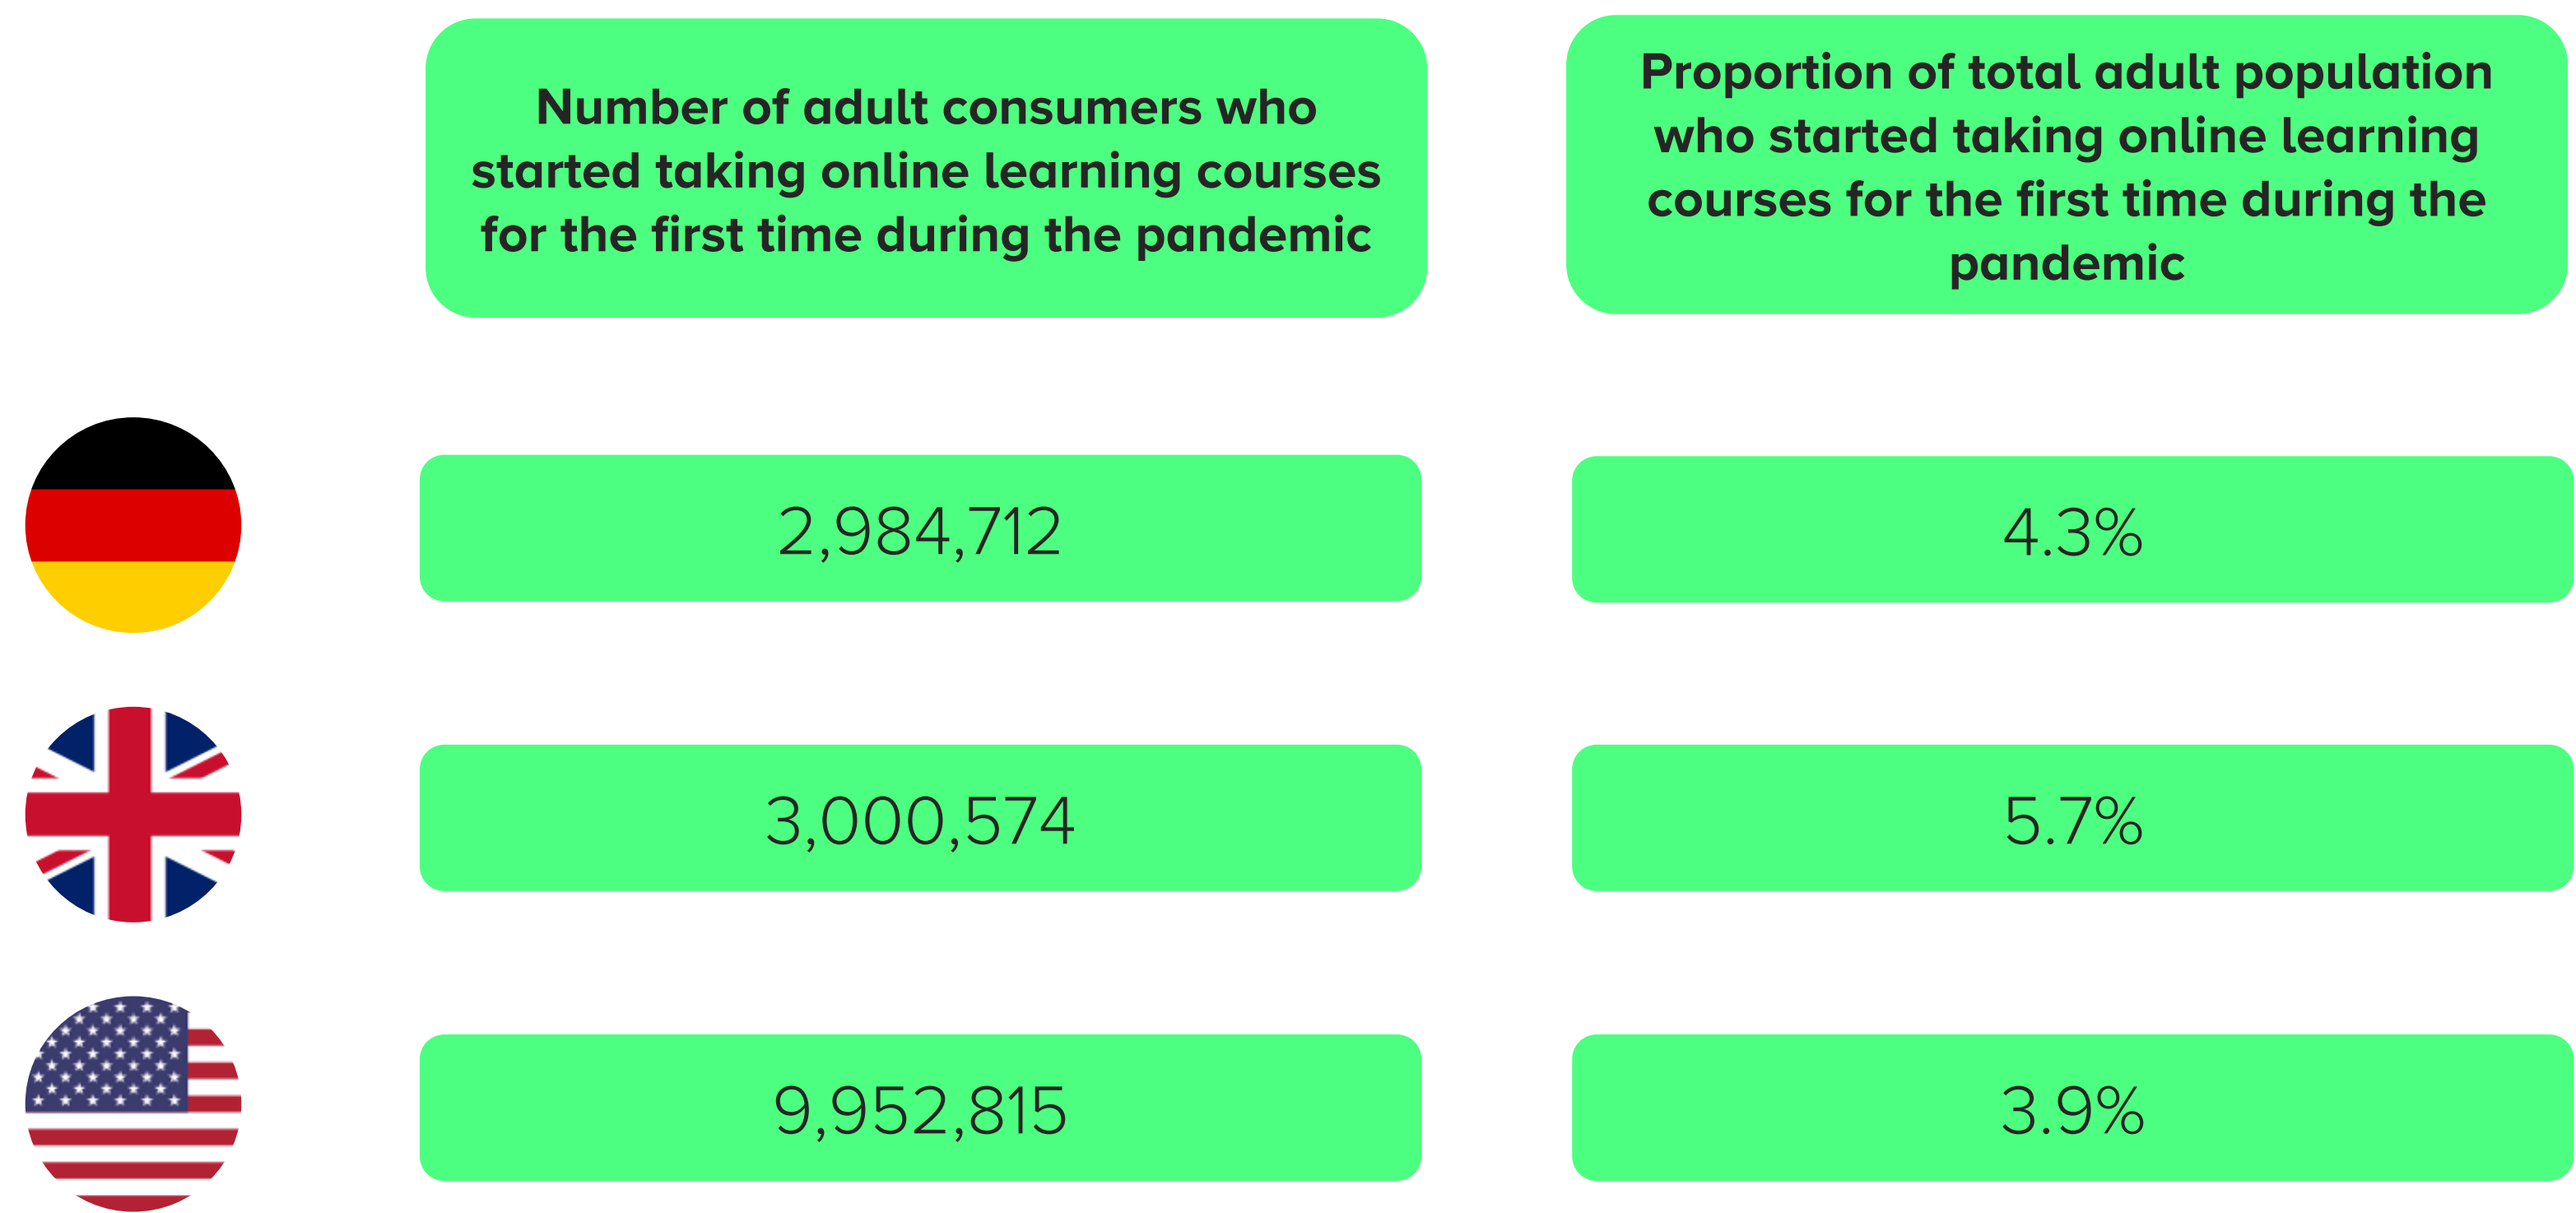 Number of adult consumers who
started taking online learning courses
for the first time during the pandemic
Proportion of total adult population
who started taking online learning
courses for the first time during the
pandemic
2,984,712
4.3%
3,000,574
5.7%
9,952,815
3.9%